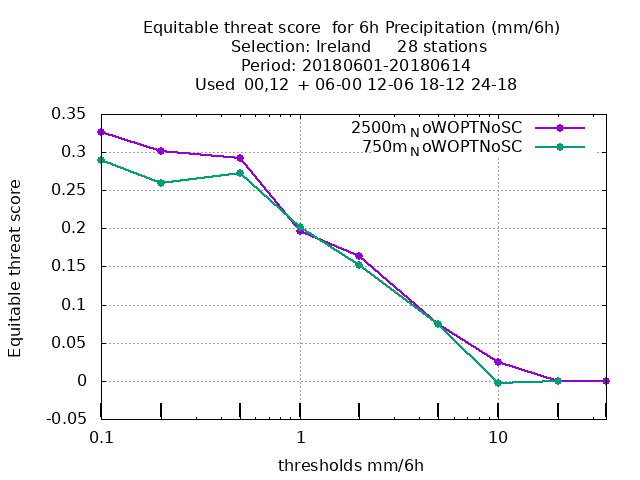 Equitable threat score  for 6h Precipitation (mm/6h)
Selection: Ireland     28 stations
Period: 20180601-20180614
Used  00,12  + 06-00 12-06 18-12 24-18
2500m_NoWOPTNoSC
750m_NoWOPTNoSC
0.35
0.3
0.25
0.2
0.15
0.1
0.05
0
-0.05
Equitable threat score
0.1 1 10
thresholds mm/6h